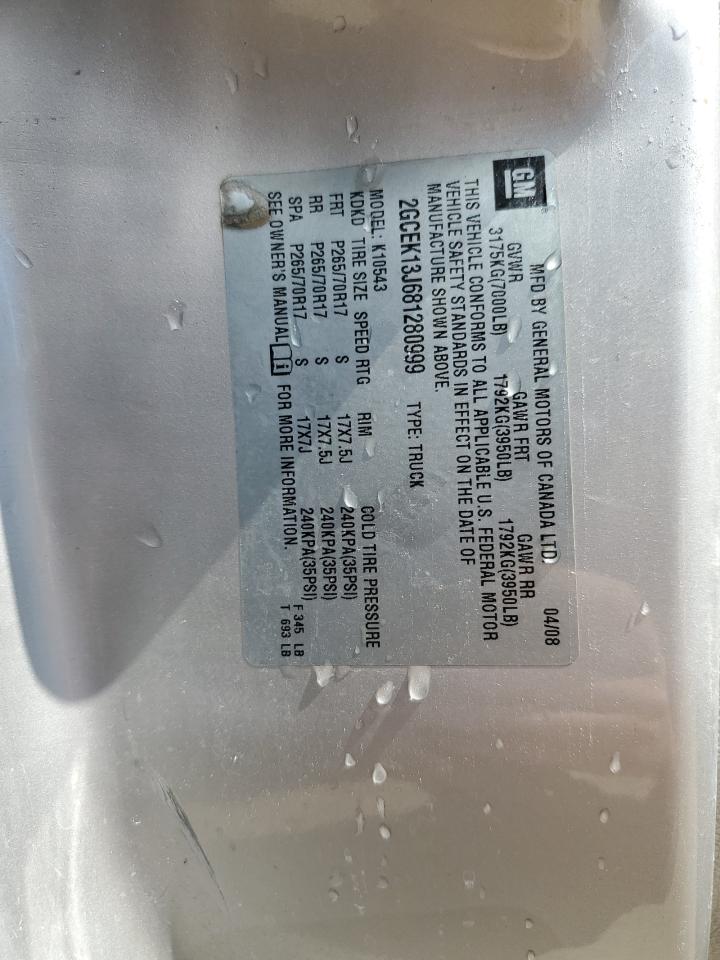 GM
MFD BY GENERAL MOTORS OF CANADA LTD. 04/08
GVWR GAWR FRT GAWR RR
3175KG(7000LB) 1792KG(3950LB) 1792KG(3950LB)
THIS VEHICLE CONFORMS TO ALL APPLICABLE U.S. FEDERAL MOTOR
VEHICLE SAFETY STANDARDS IN EFFECT ON THE DATE OF
MANUFACTURE SHOWN ABOVE.
2GCEK13J681280999 TYPE: TRUCK
MODEL: K10543
KDKD TIRE SIZE SPEED RTG RIM COLD TIRE PRESSURE
FRT P265/70R17 S 17X7.5J 240KPA(35PSI)
RR P265/70R17 S 17X7.5J 240KPA(35PSI)
SPA P265/70R17 S 17X7J 240KPA(35PSI)
SEE OWNER'S MANUAL FOR MORE INFORMATION.
F 345 LB
T 693 LB